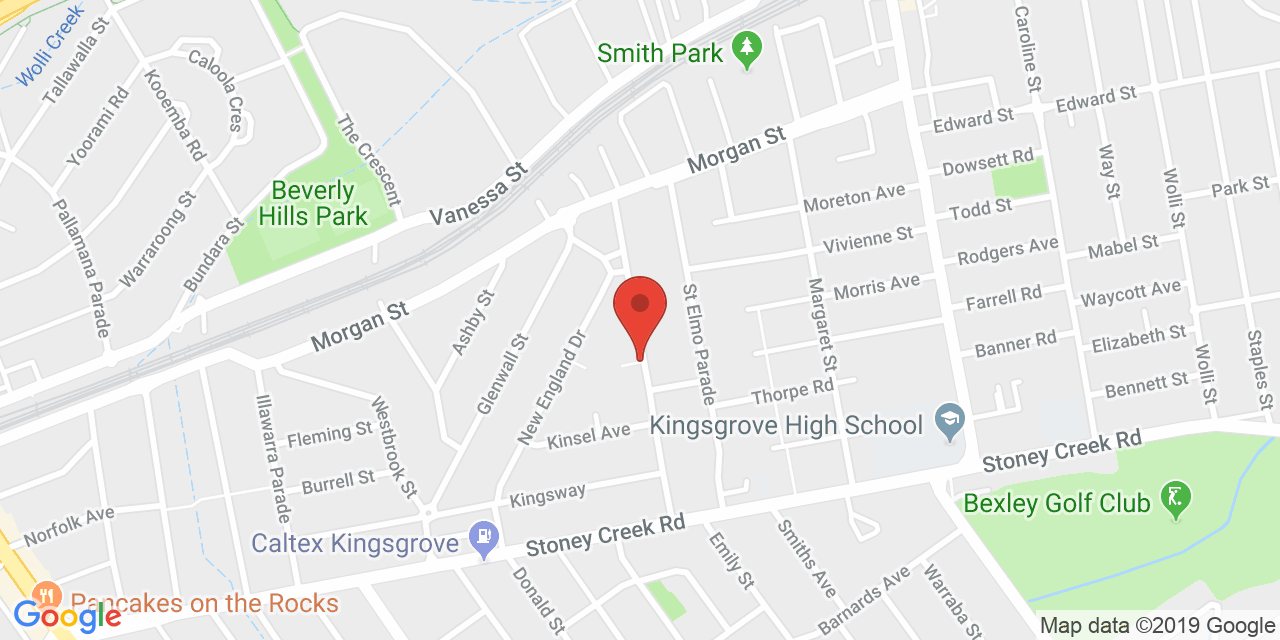 Wolli Creek
Tallawalla St
Caloola Cres
Yoorami Rd
Kooemba Rd
The Crescent
Smith Park
Caroline St
Edward St
Edward St
Morgan St
Dowsett Rd
Way St
Wolli St
Park St
Beverly
Hills Park
Vanessa St
Moreton Ave
Todd St
Pallamana Parade
Warraroong St
Bundara St
Vivienne St
Rodgers Ave
Mabel St
Morgan St
Ashby St
Glenwall St
New England Dr
St Elmo Parade
Margaret St
Morris Ave
Farrell Rd
Waycott Ave
Banner Rd
Elizabeth St
Wolli St
Staples St
Thorpe Rd
Bennett St
Illawarra Parade
Westbrook St
Fleming St
Kinsel Ave
Kingsgrove High School
Stoney Creek Rd
Burrell St
Kingsway
Bexley Golf Club
Norfolk Ave
Caltex Kingsgrove
Stoney Creek Rd
Emily St
Smiths Ave
Donald St
Barnards Ave
Warraba St
Pancakes on the Rocks
Google
Map data ©2019 Google